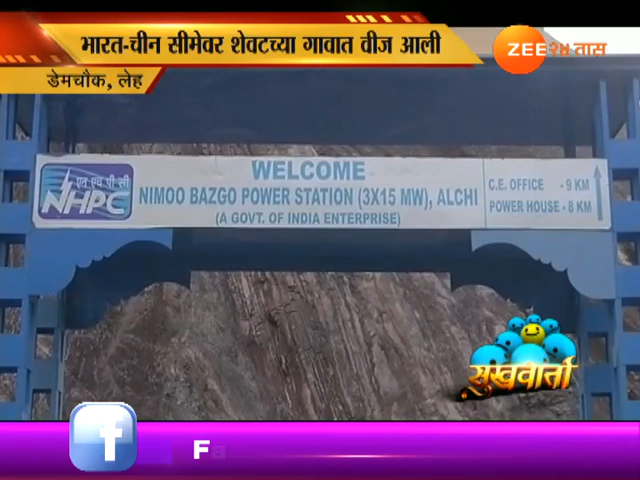 भारत-चीन सीमेवर शेवटच्या गावात वीज आली
ZEE २४ तास
डेमचौक, लेह
एन एच पी सी
NHPC
WELCOME
NIMOO BAZGO POWER STATION (3X15 MW), ALCHI
(A GOVT. OF INDIA ENTERPRISE)
C.E. OFFICE - 9 KM
POWER HOUSE - 8 KM
सुखवार्ता
f
Fa